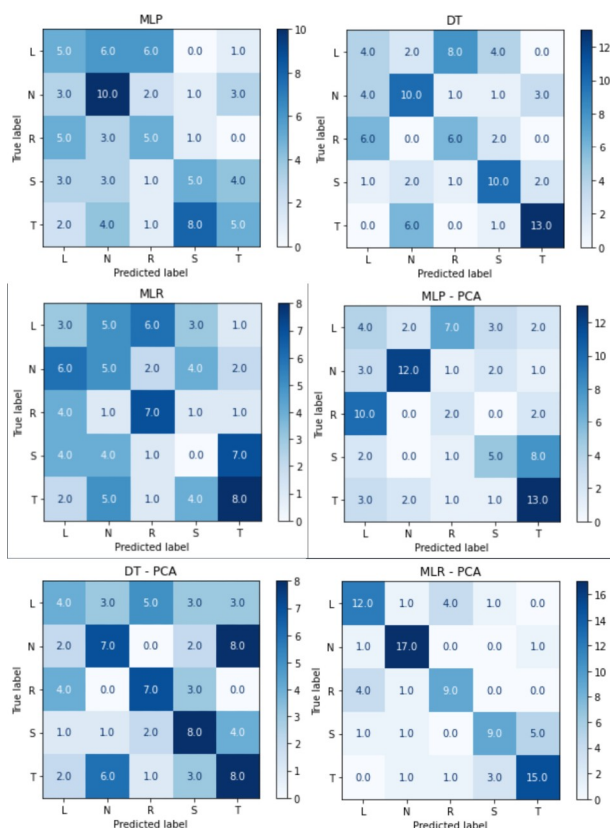 MLP
True label
L 5.0 6.0 6.0 0.0 1.0
N 3.0 10.0 2.0 1.0 3.0
R 5.0 3.0 5.0 1.0 0.0
S 3.0 3.0 1.0 5.0 4.0
T 2.0 4.0 1.0 8.0 5.0
L N R S T
Predicted label
10
8
6
4
2
0
DT
True label
L 4.0 2.0 8.0 4.0 0.0
N 4.0 10.0 1.0 1.0 3.0
R 6.0 0.0 6.0 2.0 0.0
S 1.0 2.0 1.0 10.0 2.0
T 0.0 6.0 0.0 1.0 13.0
L N R S T
Predicted label
12
10
8
6
4
2
0
MLR
True label
L 3.0 5.0 6.0 3.0 1.0
N 6.0 5.0 2.0 4.0 2.0
R 4.0 1.0 7.0 1.0 1.0
S 4.0 4.0 1.0 0.0 7.0
T 2.0 5.0 1.0 4.0 8.0
L N R S T
Predicted label
8
7
6
5
4
3
2
1
0
MLP - PCA
True label
L 4.0 2.0 7.0 3.0 2.0
N 3.0 12.0 1.0 2.0 1.0
R 10.0 0.0 2.0 0.0 2.0
S 2.0 0.0 1.0 5.0 8.0
T 3.0 2.0 1.0 1.0 13.0
L N R S T
Predicted label
12
10
8
6
4
2
0
DT - PCA
True label
L 4.0 3.0 5.0 3.0 3.0
N 2.0 7.0 0.0 2.0 8.0
R 4.0 0.0 7.0 3.0 0.0
S 1.0 1.0 2.0 8.0 4.0
T 2.0 6.0 1.0 3.0 8.0
L N R S T
Predicted label
8
7
6
5
4
3
2
1
0
MLR - PCA
True label
L 12.0 1.0 4.0 1.0 0.0
N 1.0 17.0 0.0 0.0 1.0
R 4.0 1.0 9.0 0.0 0.0
S 1.0 1.0 0.0 9.0 5.0
T 0.0 1.0 1.0 3.0 15.0
L N R S T
Predicted label
16
14
12
10
8
6
4
2
0